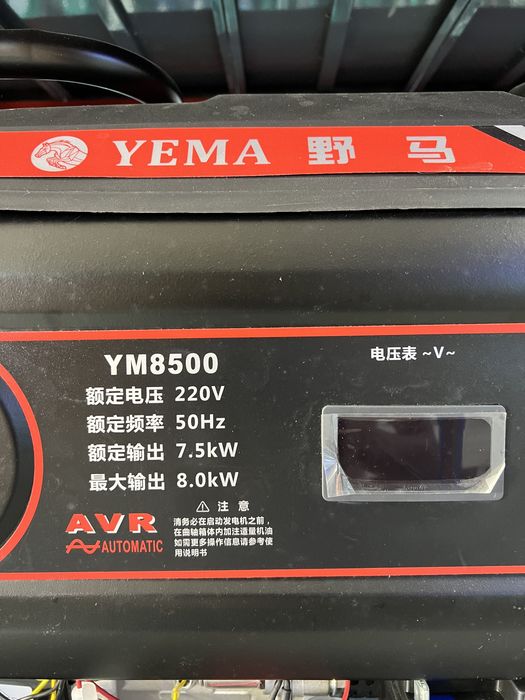 YEMA 野马
YM8500
电压表 ~V~
额定电压 220V
额定频率 50Hz
额定输出 7.5kW
最大输出 8.0kW
⚠ 注 意
AVR
AUTOMATIC
请务必在启动发电机之前，
在曲轴箱体内加注适量机油
如需更多操作信息请参考使
用说明书